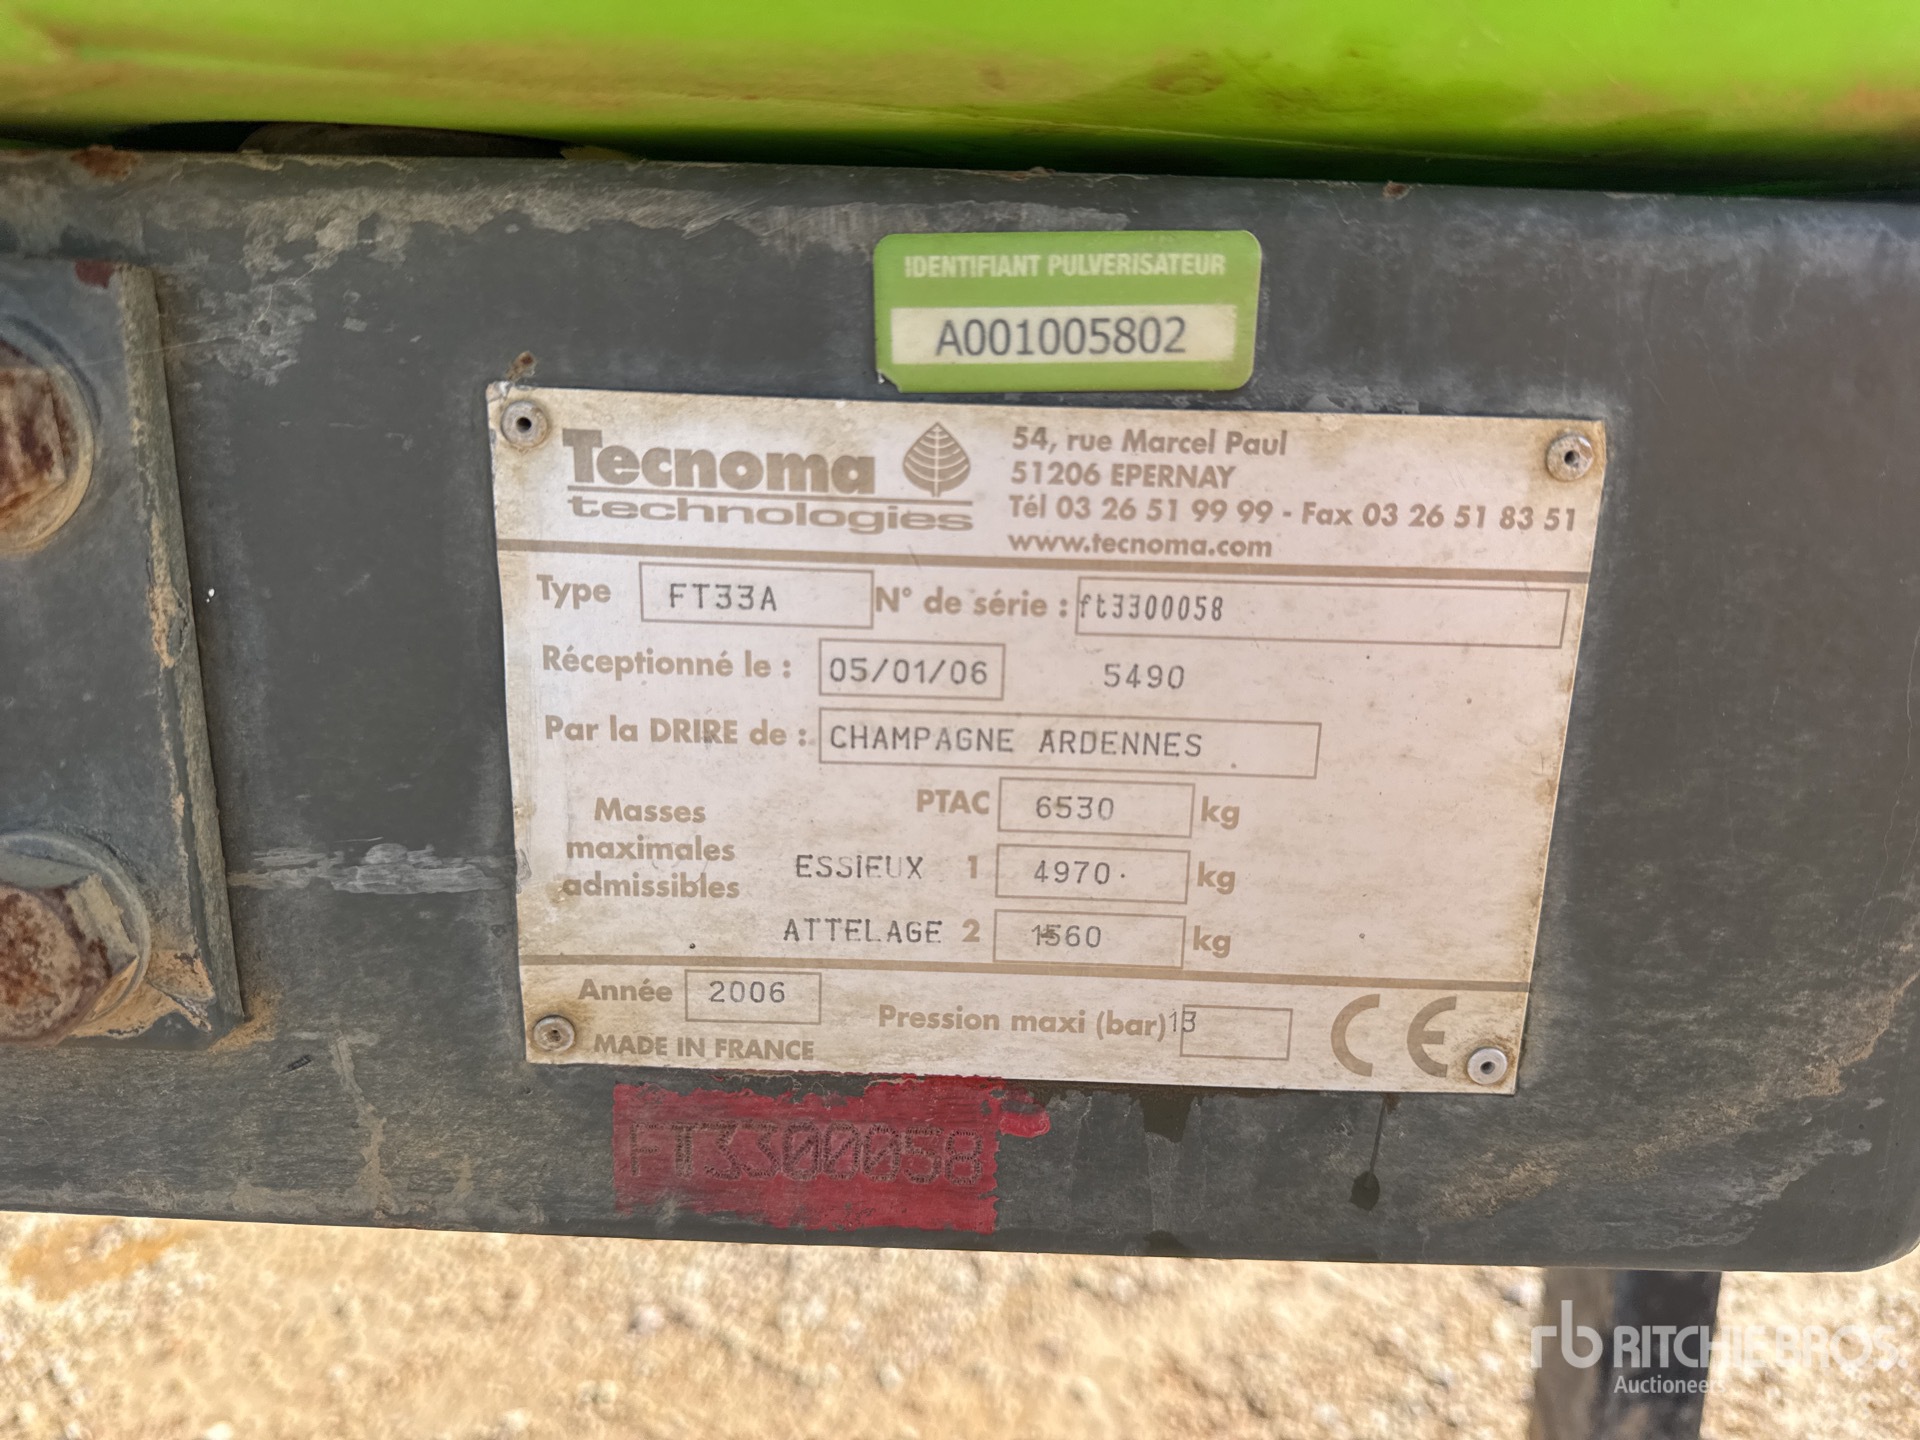 IDENTIFIANT PULVERISATEUR
A001005802
Tecnoma
technologies
54, rue Marcel Paul
51206 EPERNAY
Tél 03 26 51 99 99 - Fax 03 26 51 83 51
www.tecnoma.com
Type FT33A N° de série : ft3300058
Réceptionné le : 05/01/06 5490
Par la DRIRE de : CHAMPAGNE ARDENNES
Masses maximales admissibles
PTAC 6530 kg
ESSIEUX 1 4970 kg
ATTELAGE 2 1560 kg
Année 2006 Pression maxi (bar) 13
MADE IN FRANCE
CE
FT3300058
rb RITCHIE BROS.
Auctioneers